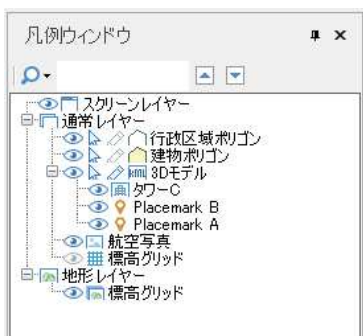 凡例ウィンドウ
スクリーンレイヤー
通常レイヤー
行政区域ポリゴン
建物ポリゴン
kml 3Dモデル
タワーC
Placemark B
Placemark A
航空写真
標高グリッド
地形レイヤー
標高グリッド